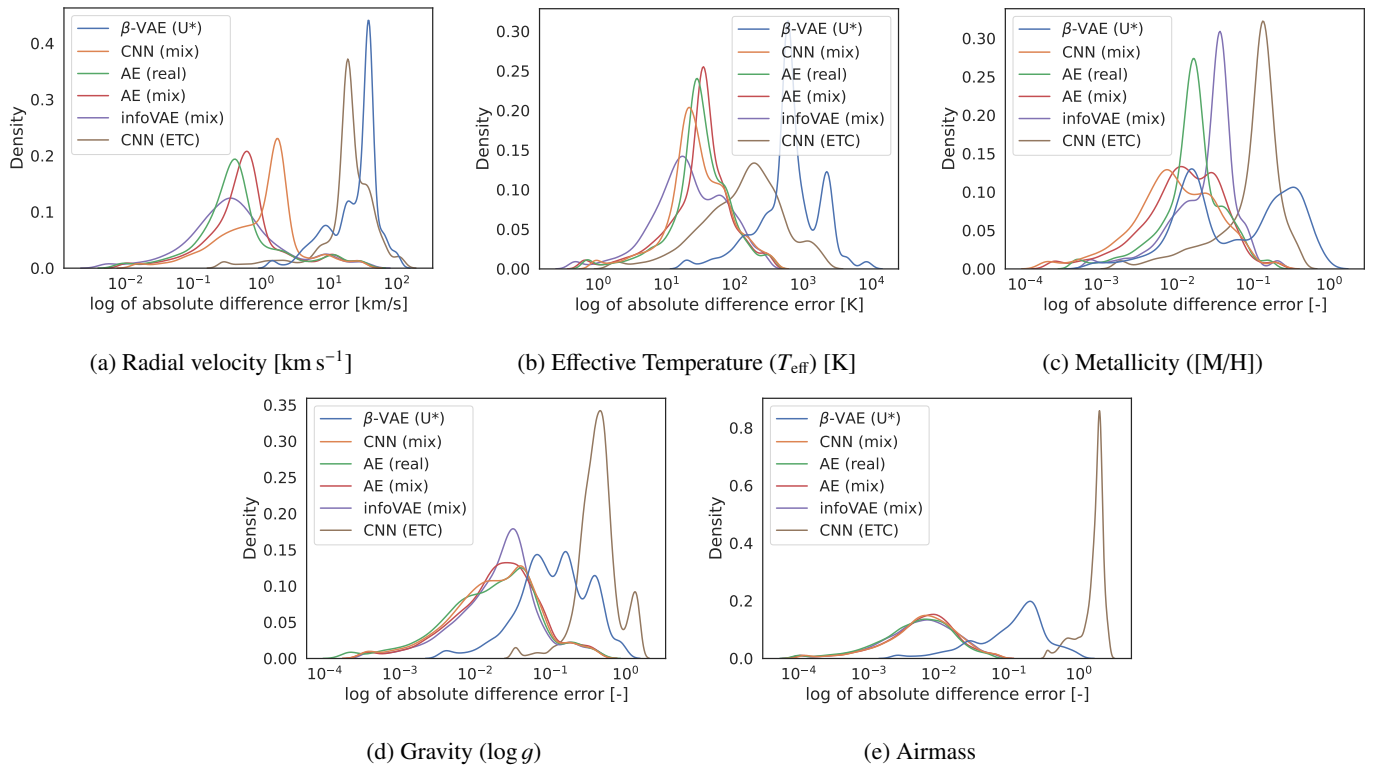 β-VAE (U*)
CNN (mix)
AE (real)
AE (mix)
infoVAE (mix)
CNN (ETC)
Density
0.4
0.3
0.2
0.1
0.0
10⁻² 10⁻¹ 10⁰ 10¹ 10²
log of absolute difference error [km/s]
(a) Radial velocity [km s⁻¹]
β-VAE (U*)
CNN (mix)
AE (real)
AE (mix)
infoVAE (mix)
CNN (ETC)
Density
0.30
0.25
0.20
0.15
0.10
0.05
0.00
10⁰ 10¹ 10² 10³ 10⁴
log of absolute difference error [K]
(b) Effective Temperature (T_eff) [K]
β-VAE (U*)
CNN (mix)
AE (real)
AE (mix)
infoVAE (mix)
CNN (ETC)
Density
0.30
0.25
0.20
0.15
0.10
0.05
0.00
10⁻⁴ 10⁻³ 10⁻² 10⁻¹ 10⁰
log of absolute difference error [-]
(c) Metallicity ([M/H])
β-VAE (U*)
CNN (mix)
AE (real)
AE (mix)
infoVAE (mix)
CNN (ETC)
Density
0.35
0.30
0.25
0.20
0.15
0.10
0.05
0.00
10⁻⁴ 10⁻³ 10⁻² 10⁻¹ 10⁰
log of absolute difference error [-]
(d) Gravity (log g)
β-VAE (U*)
CNN (mix)
AE (real)
AE (mix)
infoVAE (mix)
CNN (ETC)
Density
0.8
0.6
0.4
0.2
0.0
10⁻⁴ 10⁻³ 10⁻² 10⁻¹ 10⁰
log of absolute difference error [-]
(e) Airmass